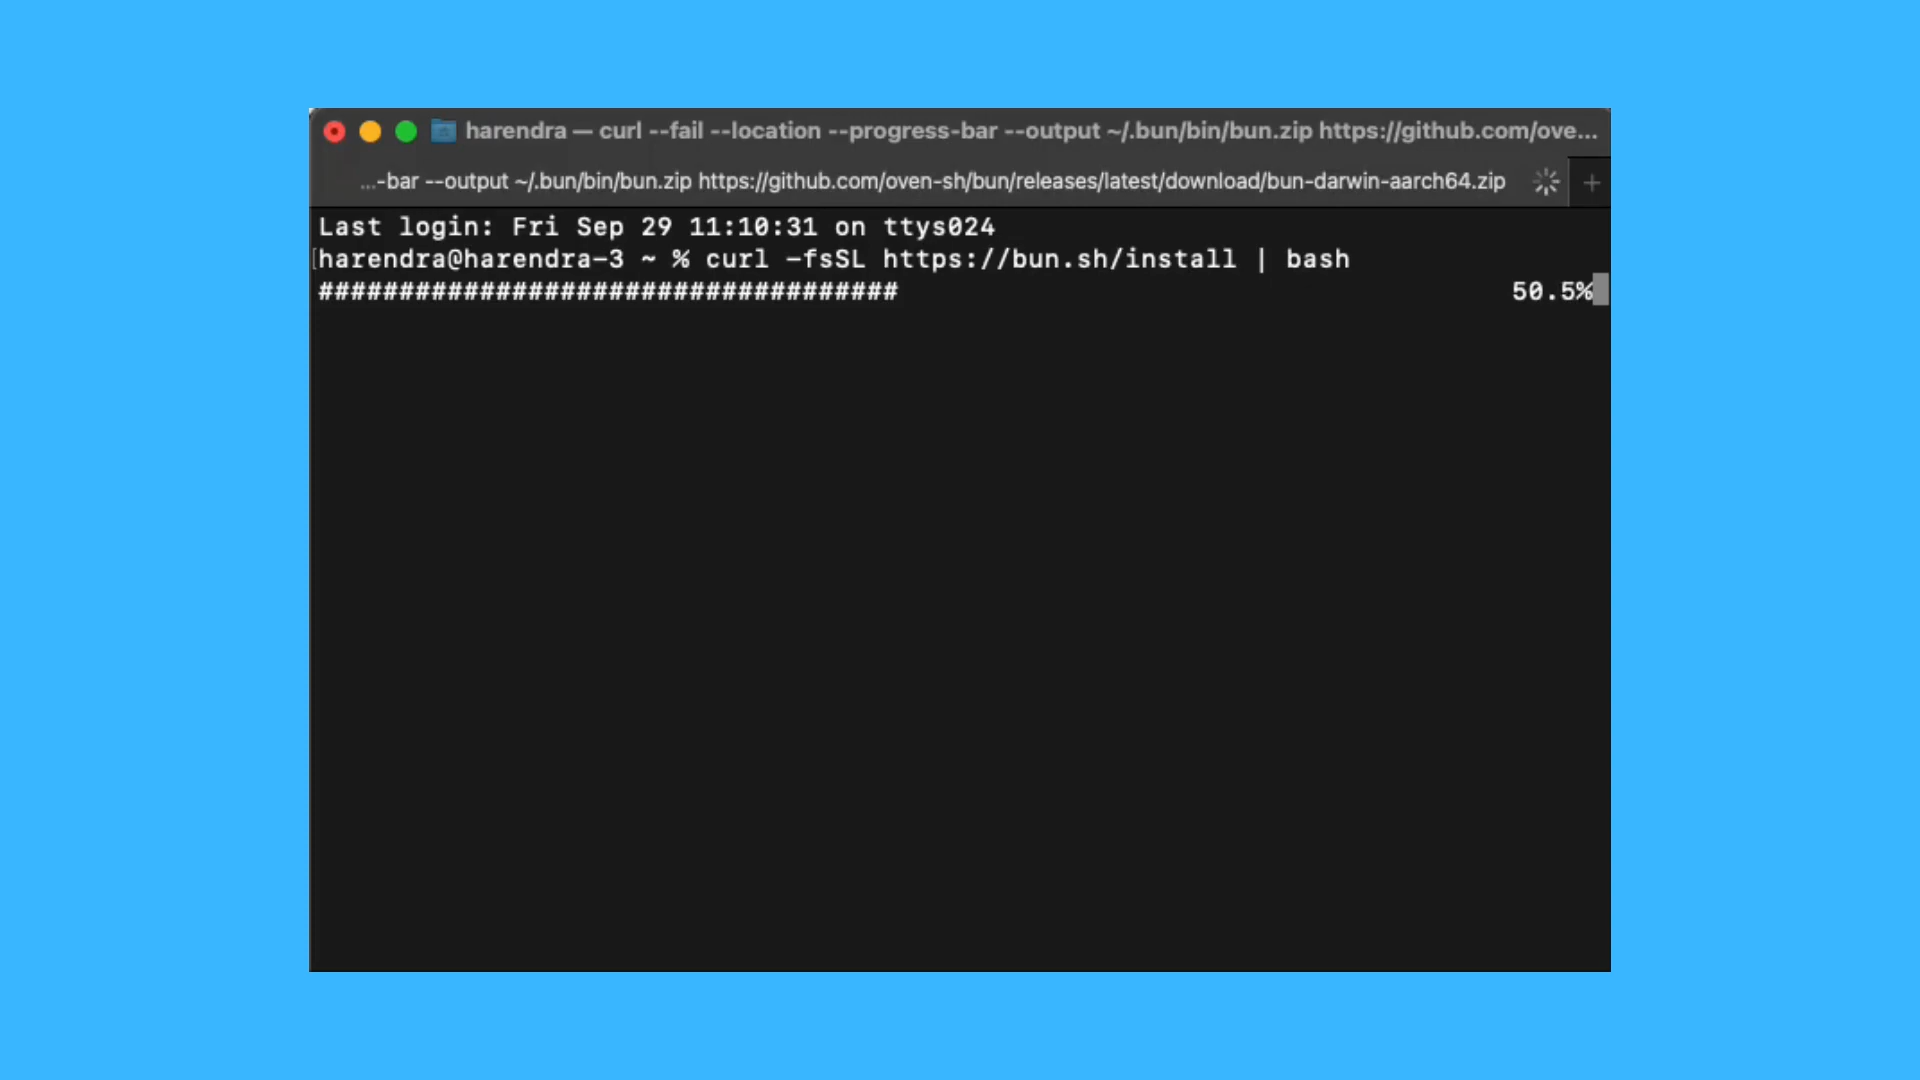 harendra — curl --fail --location --progress-bar --output ~/.bun/bin/bun.zip https://github.com/ove...
...-bar --output ~/.bun/bin/bun.zip https://github.com/oven-sh/bun/releases/latest/download/bun-darwin-aarch64.zip
Last login: Fri Sep 29 11:10:31 on ttys024
[harendra@harendra-3 ~ % curl -fsSL https://bun.sh/install | bash
#################################### 50.5%